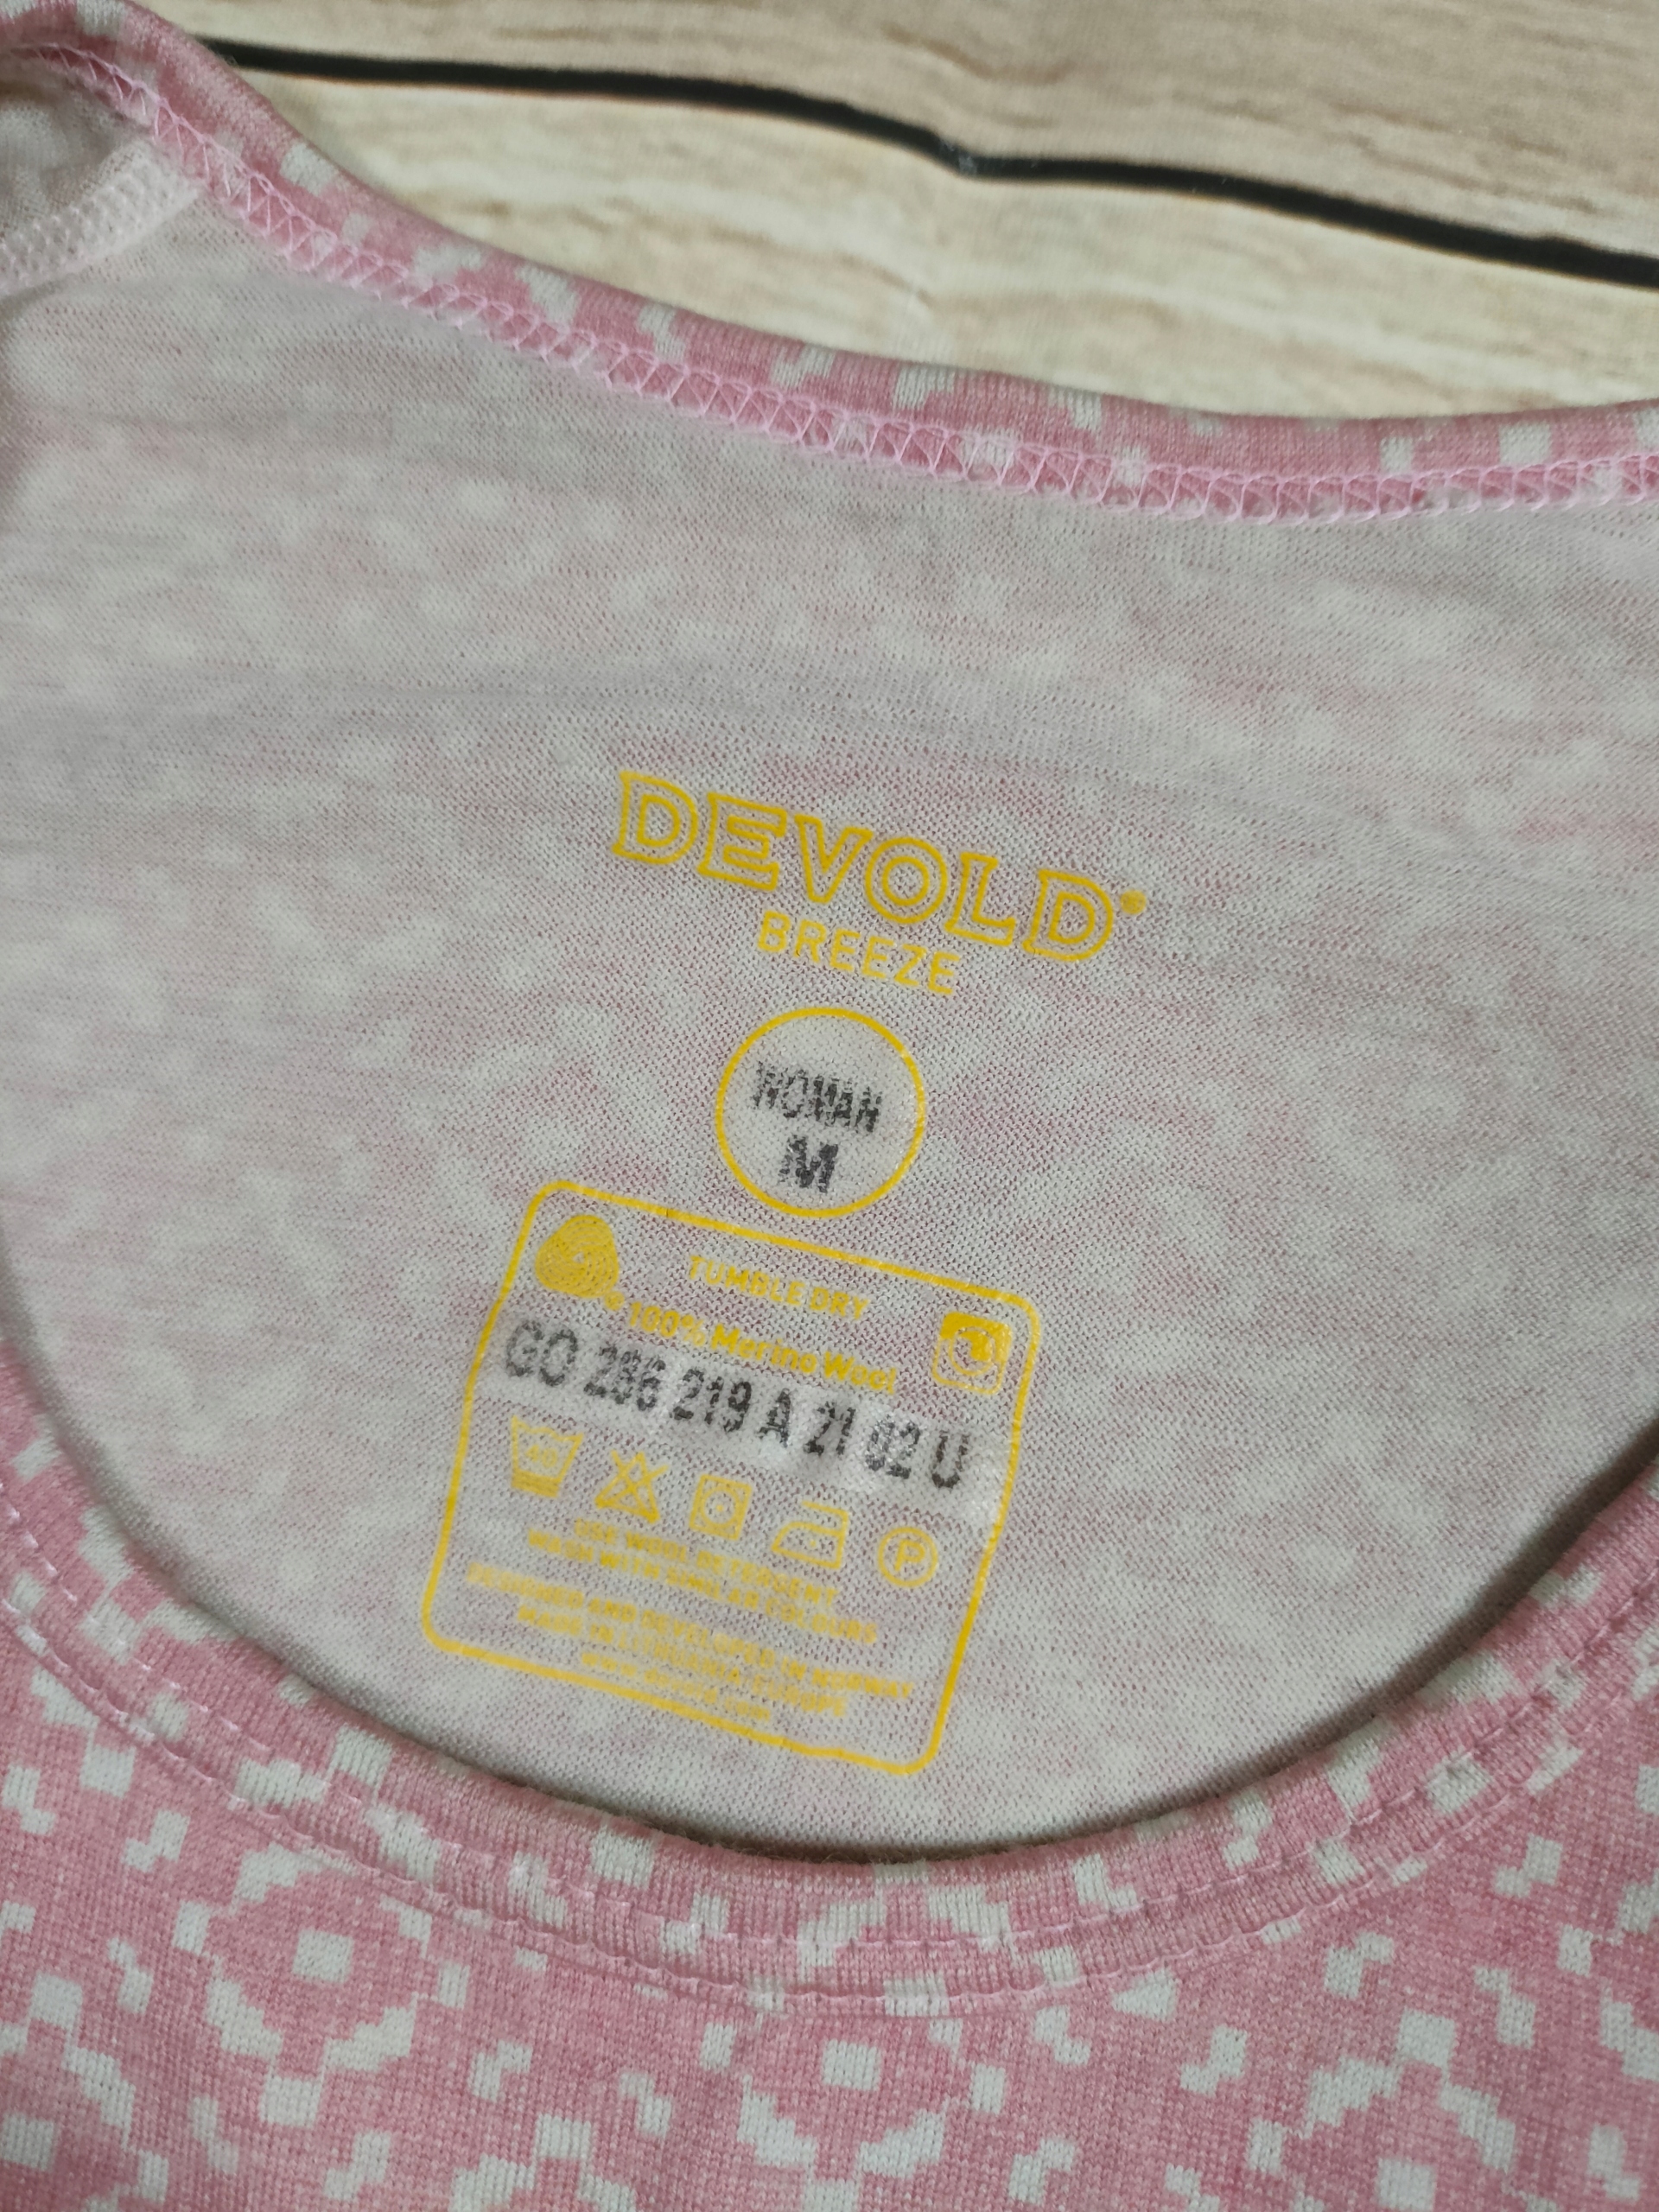 DEVOLD®
BREEZE
WOMAN
M
TUMBLE DRY
100% Merino Wool
GO 286 219 A 21 02 U
40
P
USE WOOL DETERGENT
WASH WITH SIMILAR COLOURS
DESIGNED AND DEVELOPED IN NORWAY
MADE IN LITHUANIA/EUROPE
www.devold.com